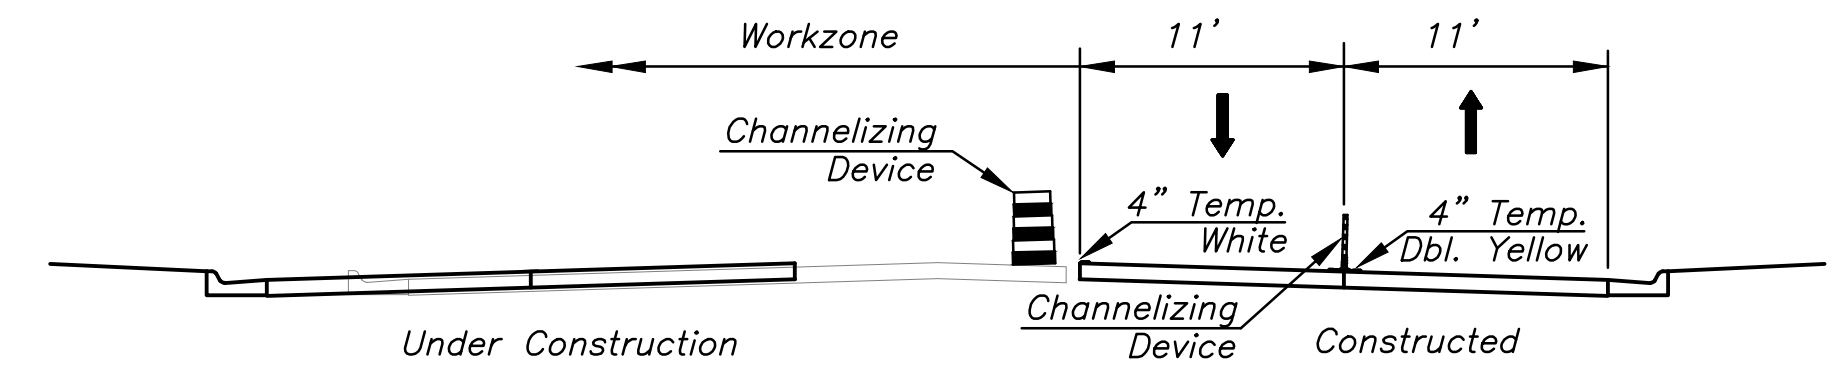 Workzone
11’
11’
Channelizing
Device
4” Temp.
White
4” Temp.
Dbl. Yellow
Channelizing
Device
Under Construction
Constructed